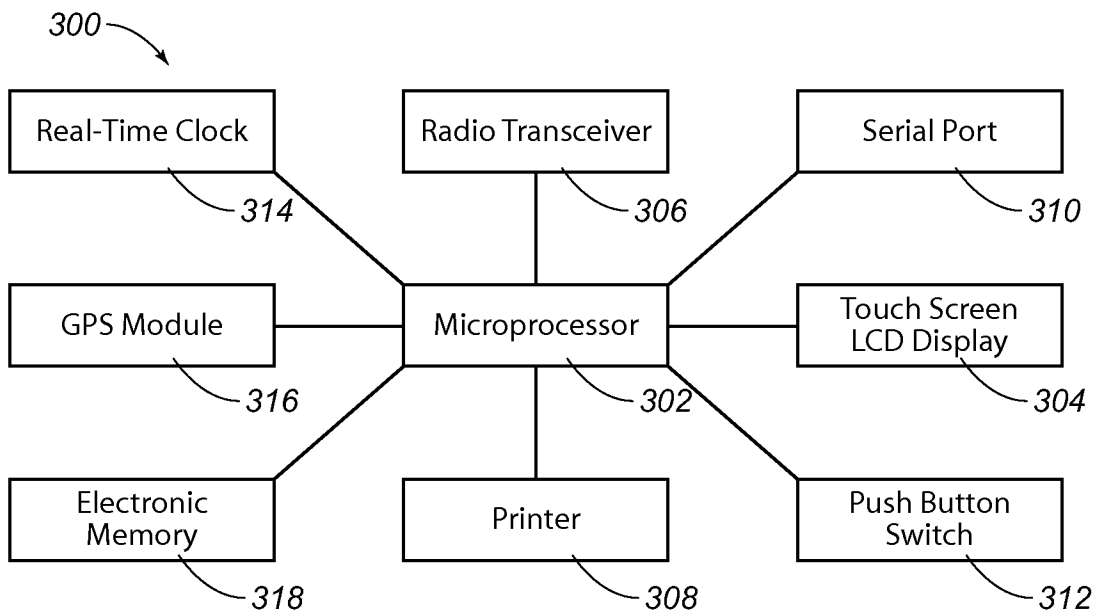 300
Real-Time Clock
314
Radio Transceiver
306
Serial Port
310
GPS Module
316
Microprocessor
302
Touch Screen
LCD Display
304
Electronic
Memory
318
Printer
308
Push Button
Switch
312